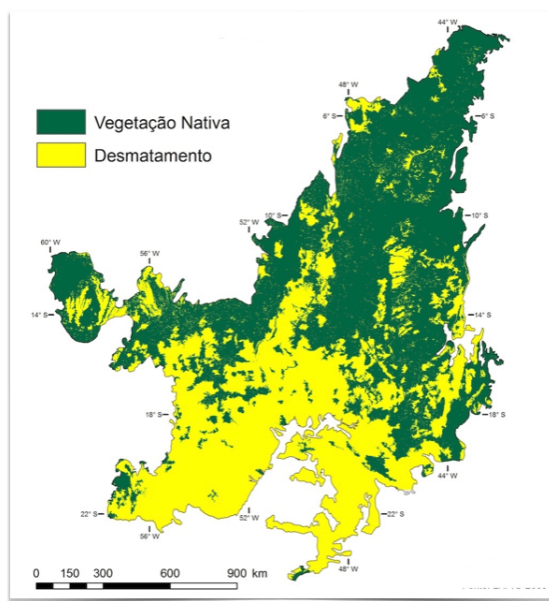 44° W
48° W
6° S
6° S
Vegetação Nativa
Desmatamento
10° S
10° S
52° W
60° W
56° W
14° S
14° S
18° S
18° S
44° W
22° S
22° S
52° W
56° W
48° W
0 150 300 600 900 km